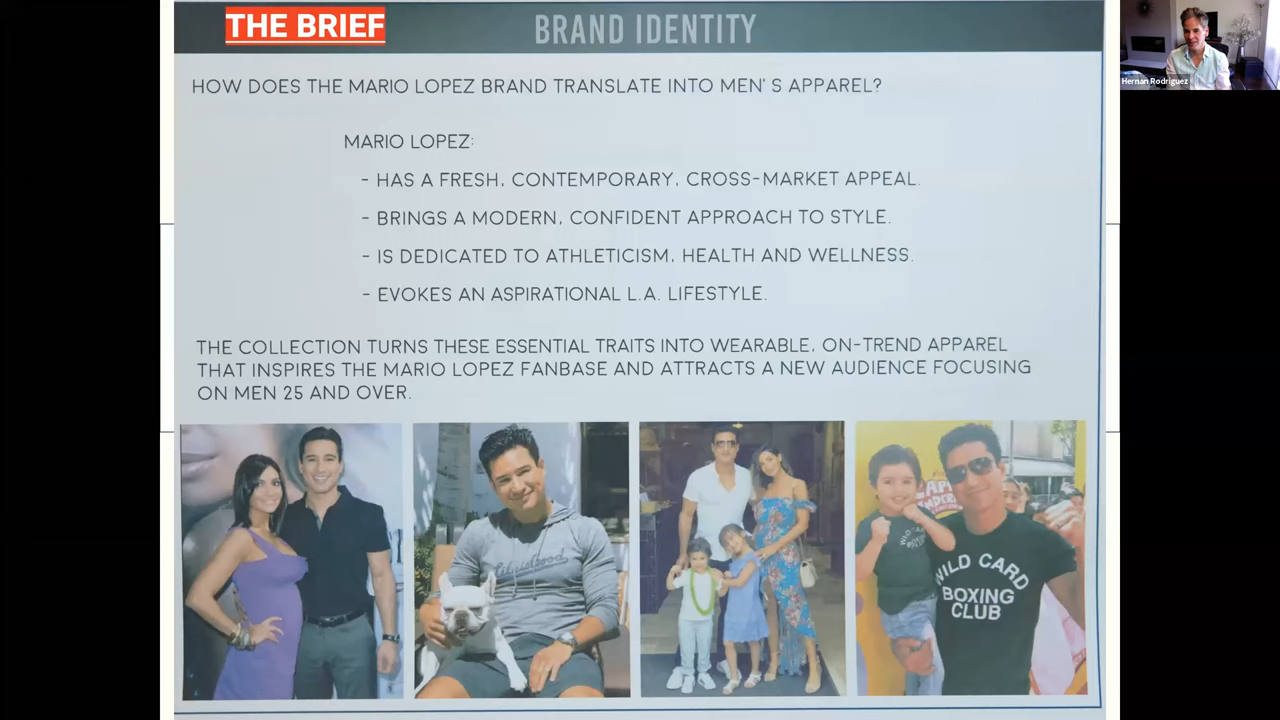 THE BRIEF
BRAND IDENTITY
Hernan Rodriguez
HOW DOES THE MARIO LOPEZ BRAND TRANSLATE INTO MEN' S APPAREL?
MARIO LOPEZ:
- HAS A FRESH, CONTEMPORARY, CROSS-MARKET APPEAL.
- BRINGS A MODERN, CONFIDENT APPROACH TO STYLE.
- IS DEDICATED TO ATHLETICISM, HEALTH AND WELLNESS.
- EVOKES AN ASPIRATIONAL L.A. LIFESTYLE.
THE COLLECTION TURNS THESE ESSENTIAL TRAITS INTO WEARABLE, ON-TREND APPAREL
THAT INSPIRES THE MARIO LOPEZ FANBASE AND ATTRACTS A NEW AUDIENCE FOCUSING
ON MEN 25 AND OVER.
WILD CARD
BOXING
CLUB